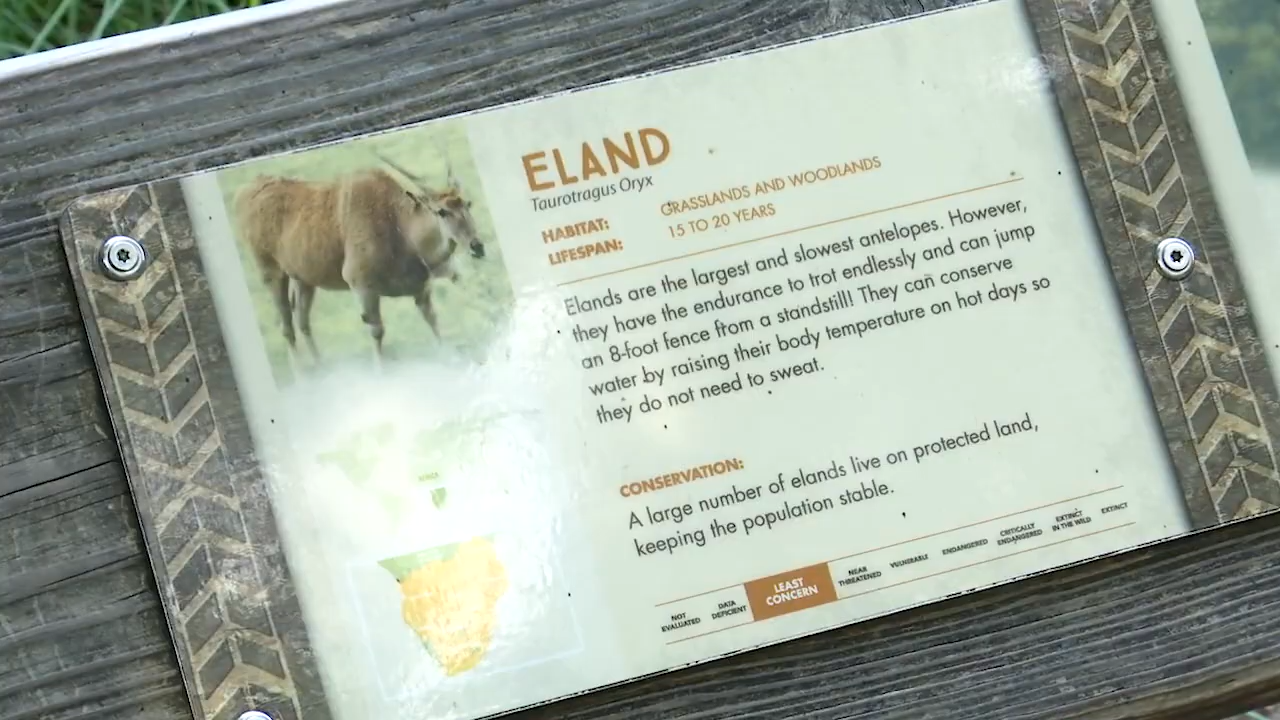 ELAND
Taurotragus Oryx
HABITAT: GRASSLANDS AND WOODLANDS
LIFESPAN: 15 TO 20 YEARS
Elands are the largest and slowest antelopes. However,
they have the endurance to trot endlessly and can jump
an 8-foot fence from a standstill! They can conserve
water by raising their body temperature on hot days so
they do not need to sweat.
CONSERVATION:
A large number of elands live on protected land,
keeping the population stable.
NOT
EVALUATED
DATA
DEFICIENT
LEAST
CONCERN
NEAR
THREATENED
VULNERABLE
ENDANGERED
CRITICALLY
ENDANGERED
EXTINCT
IN THE WILD
EXTINCT